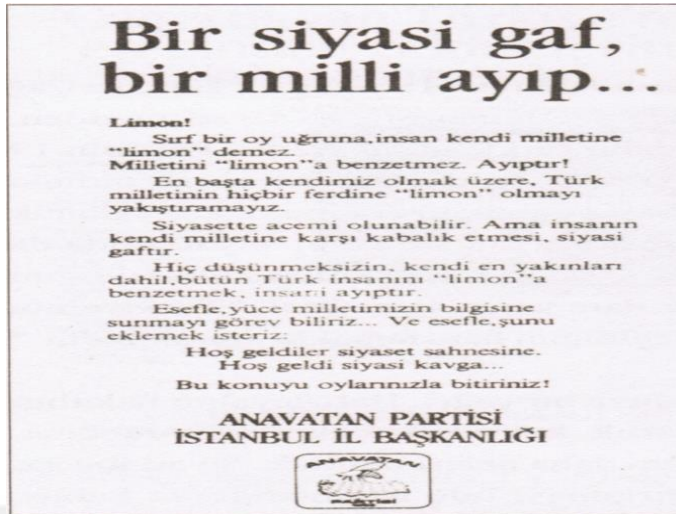 Bir siyasi gaf,
bir milli ayıp...
Limon!
Sırf bir oy uğruna insan kendi milletine
“limon” demez.
Milletini “limon”a benzetmez. Ayıptır!
En başta kendimiz olmak üzere, Türk
milletinin hiçbir ferdine “limon” olmayı
yakıştıramayız.
Siyasette acemi olunabilir. Ama insanın
kendi milletine karşı kabalık etmesi, siyasi
gaftır.
Hiç düşünmeksizin, kendi en yakınları
dahil,bütün Türk insanını “limon”a
benzetmek, insani ayıptır.
Esefle, yüce milletimizin bilgisine
sunmayı görev biliriz... Ve esefle,şunu
eklemek isteriz:
Hoş geldiler siyaset sahnesine.
Hoş geldi siyasi kavga...
Bu konuyu oylarınızla bitiriniz!
ANAVATAN PARTİSİ
İSTANBUL İL BAŞKANLIĞI
ANAVATAN
PARTİSİ